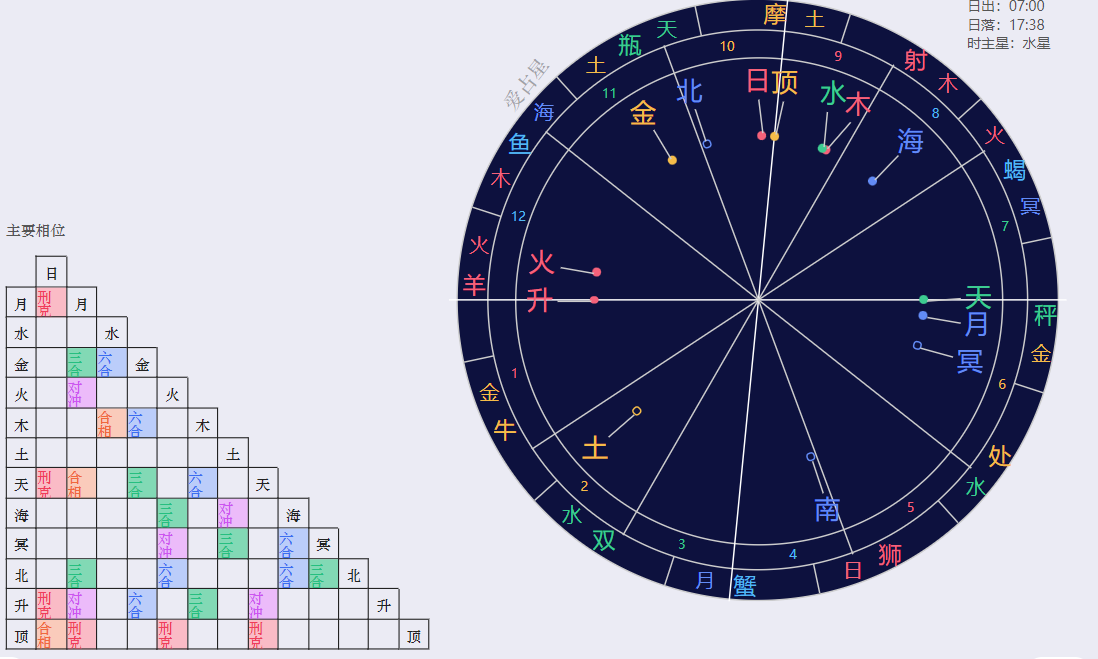 日出：07:00
日落：17:38
时主星：水星
爱占星
主要相位
日
月 刑克 月
水 水
金 三合 六合 金
火 对冲 火
木 合相 六合 木
土 土
天 刑克 合相 三合 六合 天
海 三合 对冲 海
冥 对冲 三合 六合 冥
北 三合 六合 六合 三合 北
升 刑克 对冲 六合 三合 对冲 升
顶 合相 刑克 刑克 刑克 顶
摩 土
天 瓶 土
海 鱼 木
火 羊
金 牛
水 双
月 蟹
日 狮
水 处
金 秤
冥 蝎 火
木 射
10
9
11
8
12
7
1
6
2
5
3
4
北
日
顶
水
木
金
海
火
升
天
月
冥
土
南